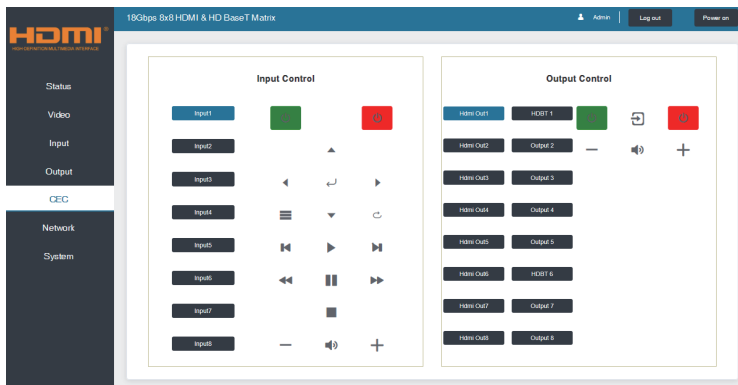 HDMI®
HIGH-DEFINITION MULTIMEDIA INTERFACE
18Gbps 8x8 HDMI & HD BaseT Matrix
Admin
Log out
Power on
Status
Video
Input
Output
CEC
Network
System
Input Control
Input1
Input2
Input3
Input4
Input5
Input6
Input7
Input8
Output Control
Hdmi Out1 HDBT 1
Hdmi Out2 Output 2
Hdmi Out3 Output 3
Hdmi Out4 Output 4
Hdmi Out5 Output 5
Hdmi Out6 HDBT 6
Hdmi Out7 Output 7
Hdmi Out8 Output 8